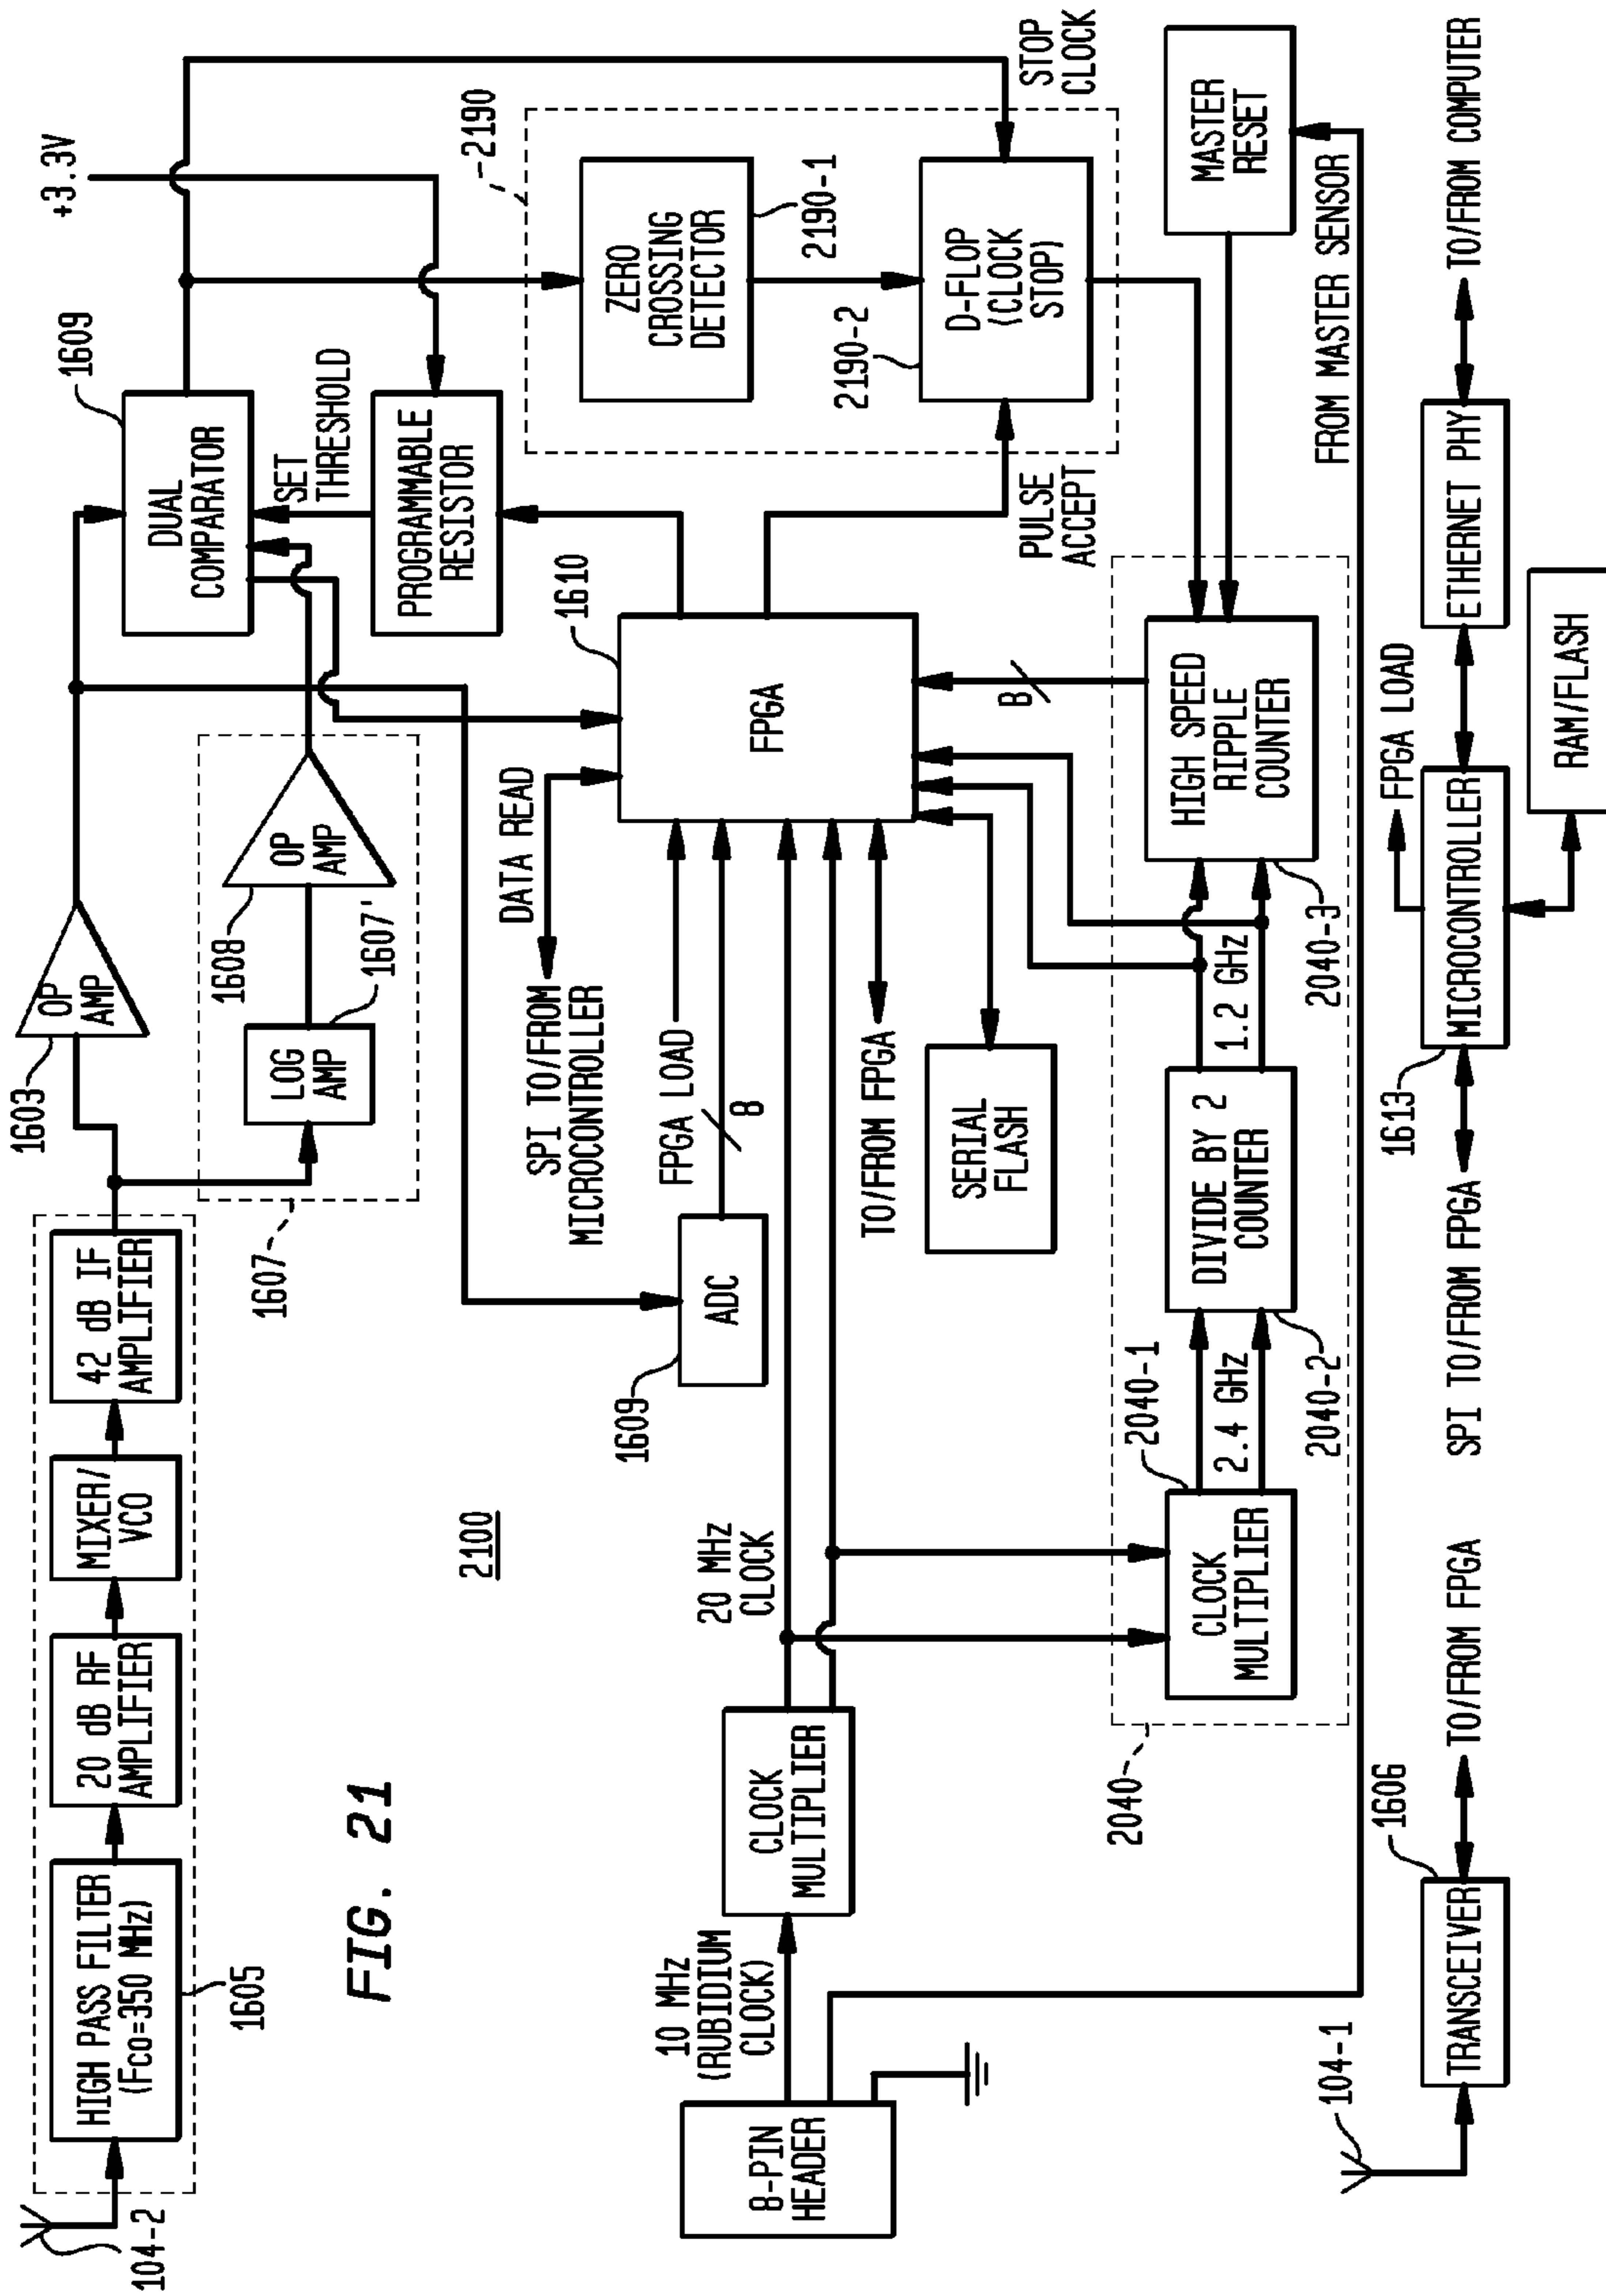 104-2
HIGH PASS FILTER
(Fco=350 MHz)
1605
20 dB RF
AMPLIFIER
MIXER/
VCO
42 dB IF
AMPLIFIER
1603
OP
AMP
1607
LOG
AMP
1607'
1608
OP
AMP
1609
DUAL
COMPARATOR
SET
THRESHOLD
PROGRAMMABLE
RESISTOR
+3.3V
2190
ZERO
CROSSING
DETECTOR
2190-1
2190-2
D-FLOP
(CLOCK
STOP)
STOP
CLOCK
PULSE
ACCEPT
FIG. 21
2100
1609
ADC
8
DATA READ
SPI TO/FROM
MICROCONTROLLER
FPGA LOAD
TO/FROM FPGA
SERIAL
FLASH
1610
FPGA
8
8-PIN
HEADER
10 MHz
(RUBIDIUM
CLOCK)
CLOCK
MULTIPLIER
20 MHz
CLOCK
2040
CLOCK
MULTIPLIER
2040-1
2.4 GHz
2040-2
DIVIDE BY 2
COUNTER
1.2 GHz
2040-3
HIGH SPEED
RIPPLE
COUNTER
MASTER
RESET
FROM MASTER SENSOR
104-1
TRANSCEIVER
1606
TO/FROM FPGA
SPI TO/FROM FPGA
1613
MICROCONTROLLER
FPGA LOAD
ETHERNET PHY
TO/FROM COMPUTER
RAM/FLASH